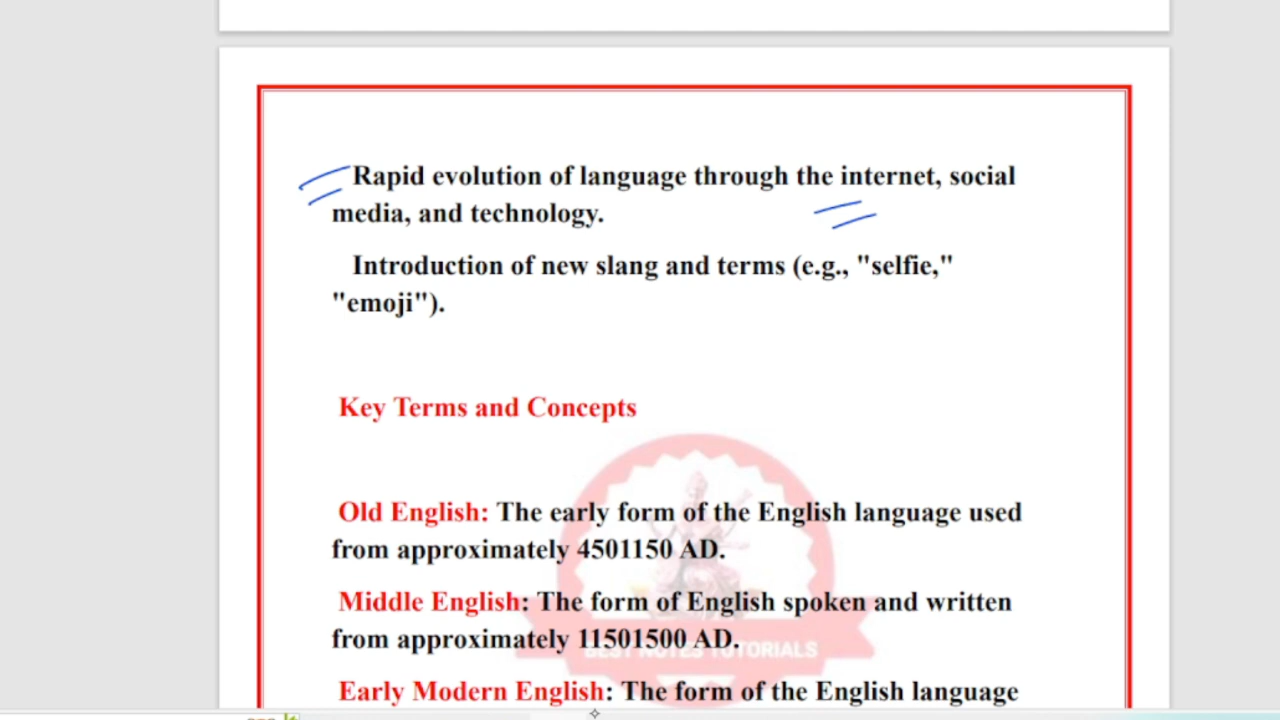 Rapid evolution of language through the internet, social
media, and technology.
Introduction of new slang and terms (e.g., "selfie,"
"emoji").
Key Terms and Concepts
Old English: The early form of the English language used
from approximately 4501150 AD.
Middle English: The form of English spoken and written
from approximately 11501500 AD.
BEST NOTES TUTORIALS
Early Modern English: The form of the English language